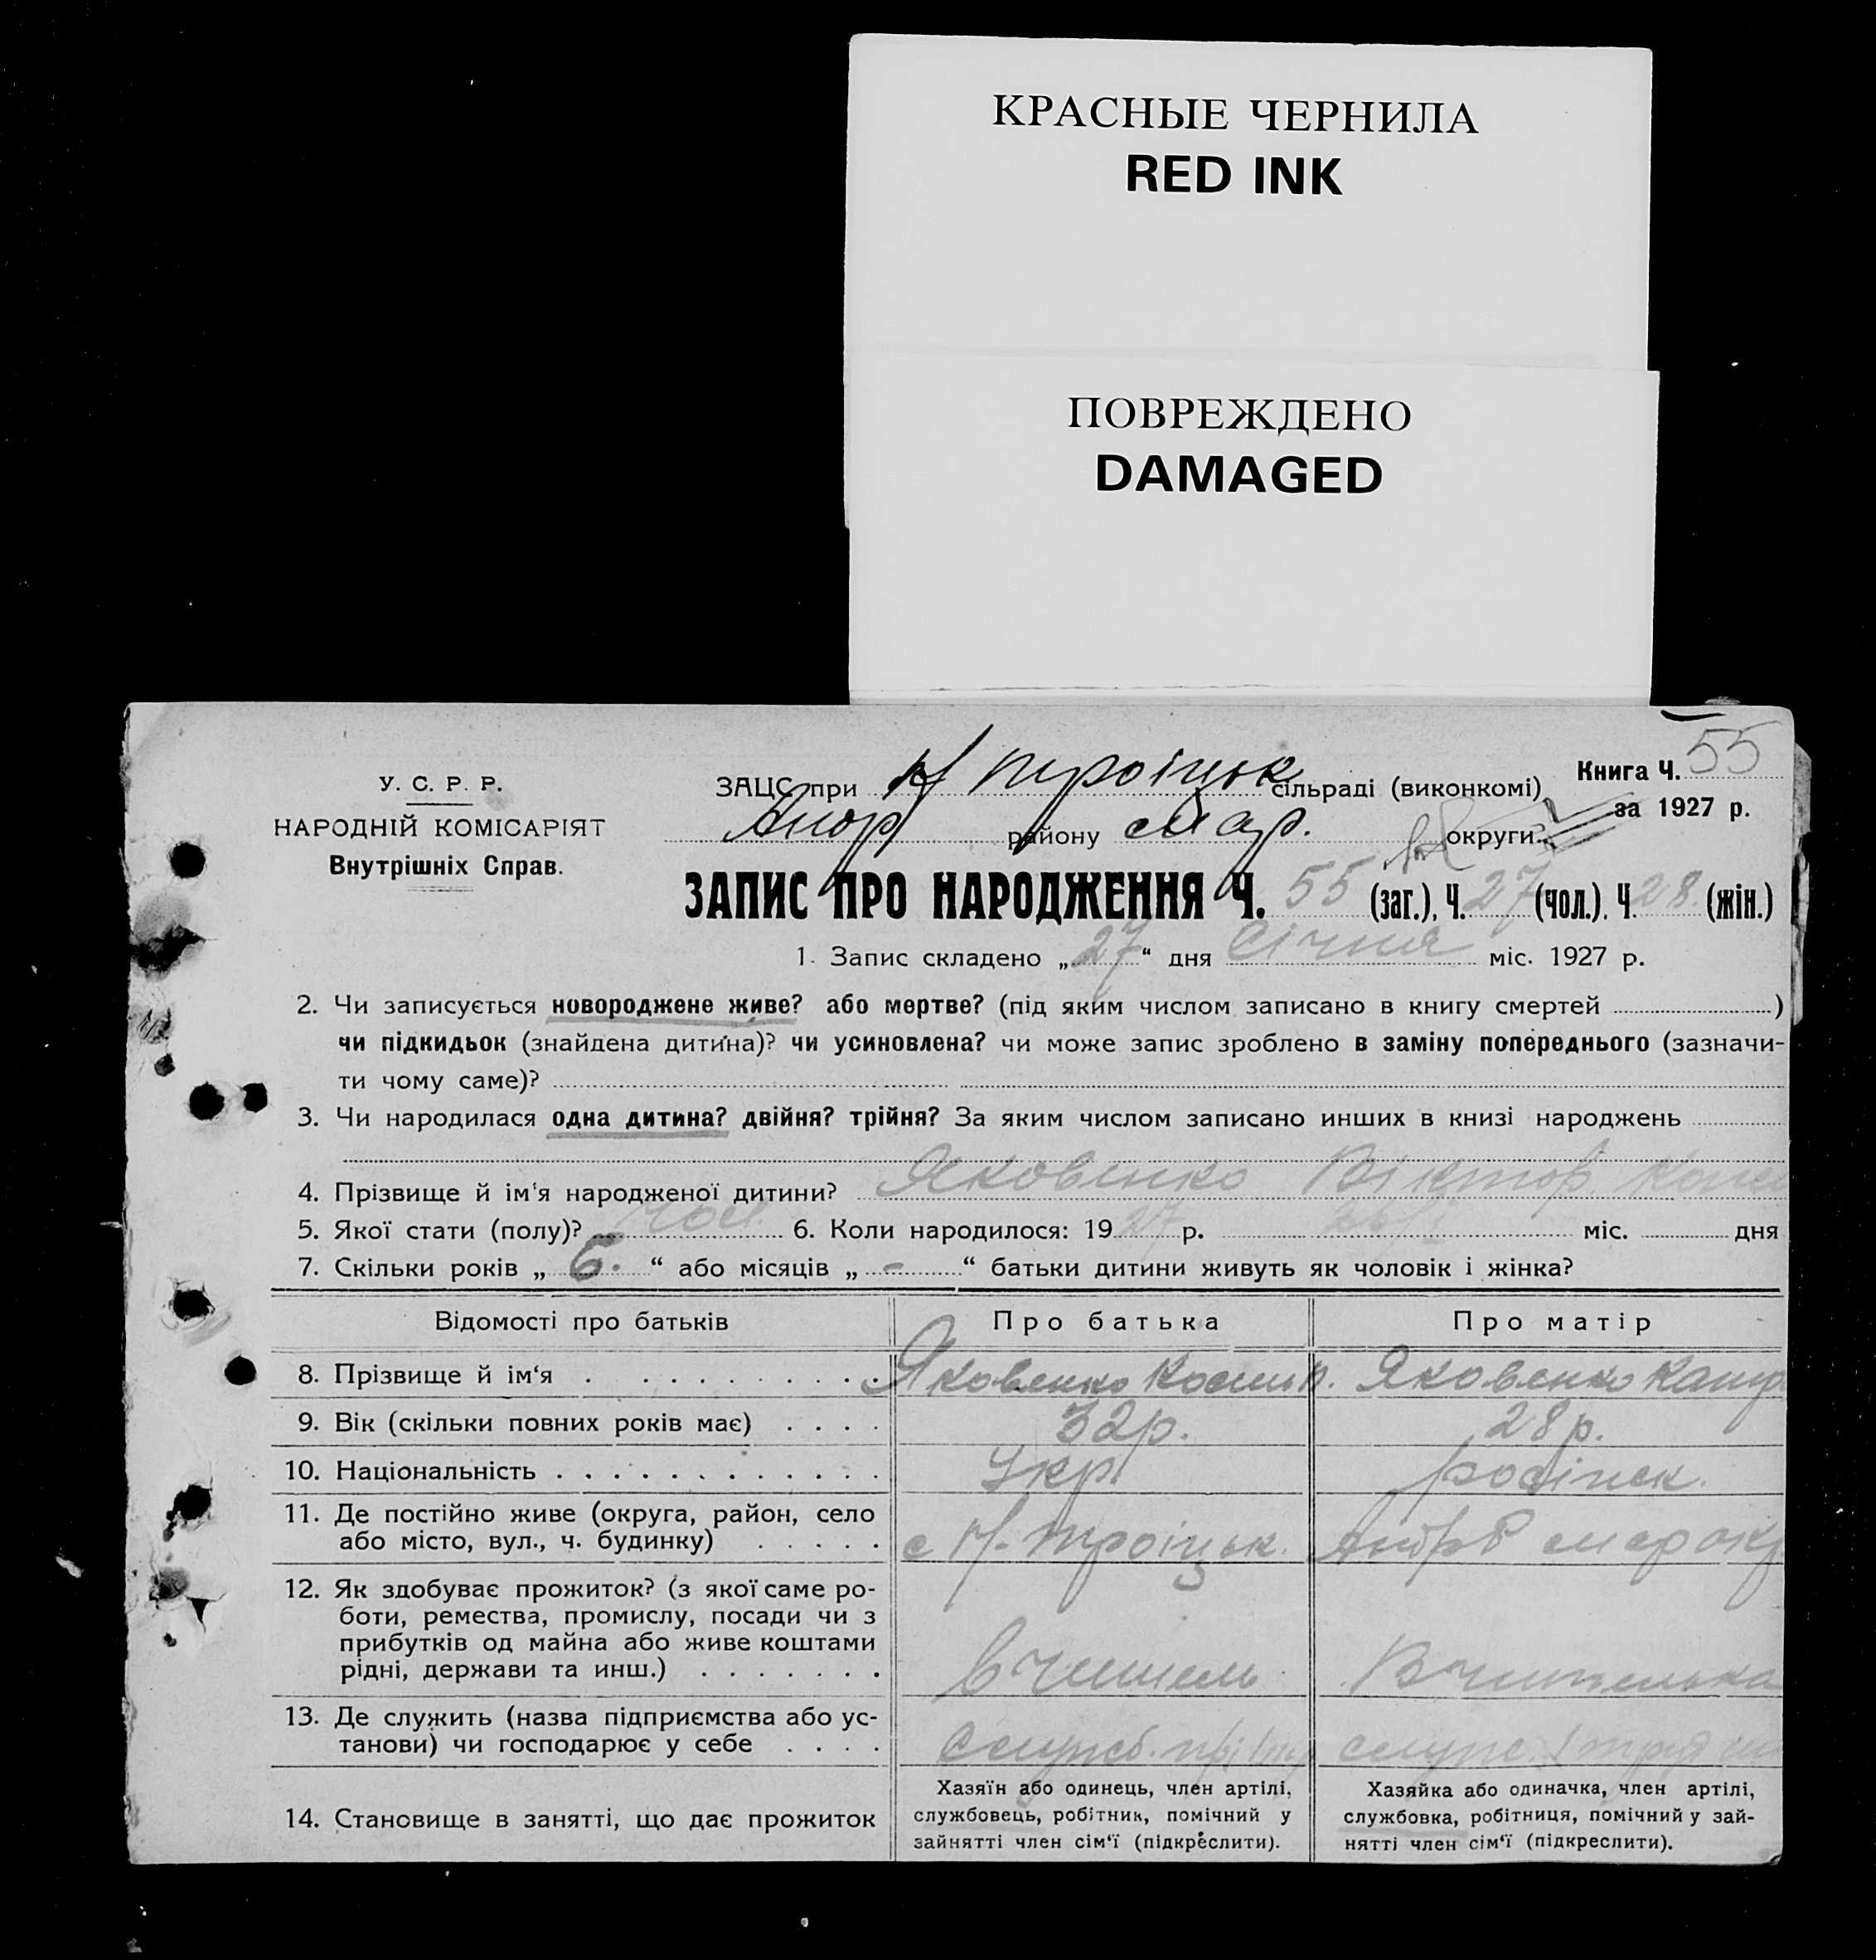 КРАСНЫЕ ЧЕРНИЛА
RED INK
ПОВРЕЖДЕНО
DAMAGED
У. С. Р. Р.
НАРОДНІЙ КОМІСАРІЯТ
Внутрішніх Справ.
ЗАЦС при Н Троіцьк сільраді (виконкомі)
района Мар. округи
Книга Ч. 55
за 1927 р.
ЗАПИС ПРО НАРОДЖЕННЯ Ч. 55 (заг.), Ч. 27 (чол.). Ч. 28. (жін.)
1. Запис складено „27“ дня Січня міс. 1927 р.
2. Чи записується новороджене живе? або мертве? (під яким числом записано в книгу смертей )
чи підкидьок (знайдена дитина)? чи усиновлена? чи може запис зроблено в заміну попереднього (зазначи-
ти чому саме)?
3. Чи народилася одна дитина? двійня? трійня? За яким числом записано инших в книзі народжень
4. Прізвище й ім‘я народженої дитини? Яковенко Віктор
5. Якої стати (полу)? чол. 6. Коли народилося: 1927 р. міс. дня
7. Скільки років „6.“ або місяців „-“ батьки дитини живуть як чоловік і жінка?
Відомості про батьків Про батька Про матір
8. Прізвище й ім‘я Яковенко Яковенко
9. Вік (скільки повних років має) 32р. 28р.
10. Національність Укр.
11. Де постійно живе (округа, район, село
або місто, вул., ч. будинку) с Н. Троіцьк.
12. Як здобуває прожиток? (з якої саме ро-
боти, ремества, промислу, посади чи з
прибутків од майна або живе коштами
рідні, держави та инш.) Вчитель Вчителька
13. Де служить (назва підприємства або ус-
танови) чи господарює у себе
14. Становище в занятті, що дає прожиток
Хазяїн або одинець, член артілі,
службовець, робітник, помічний у
зайнятті член сім‘ї (підкреслити).
Хазяйка або одиначка, член артілі,
службовка, робітниця, помічний у зай-
нятті член сім‘ї (підкреслити).